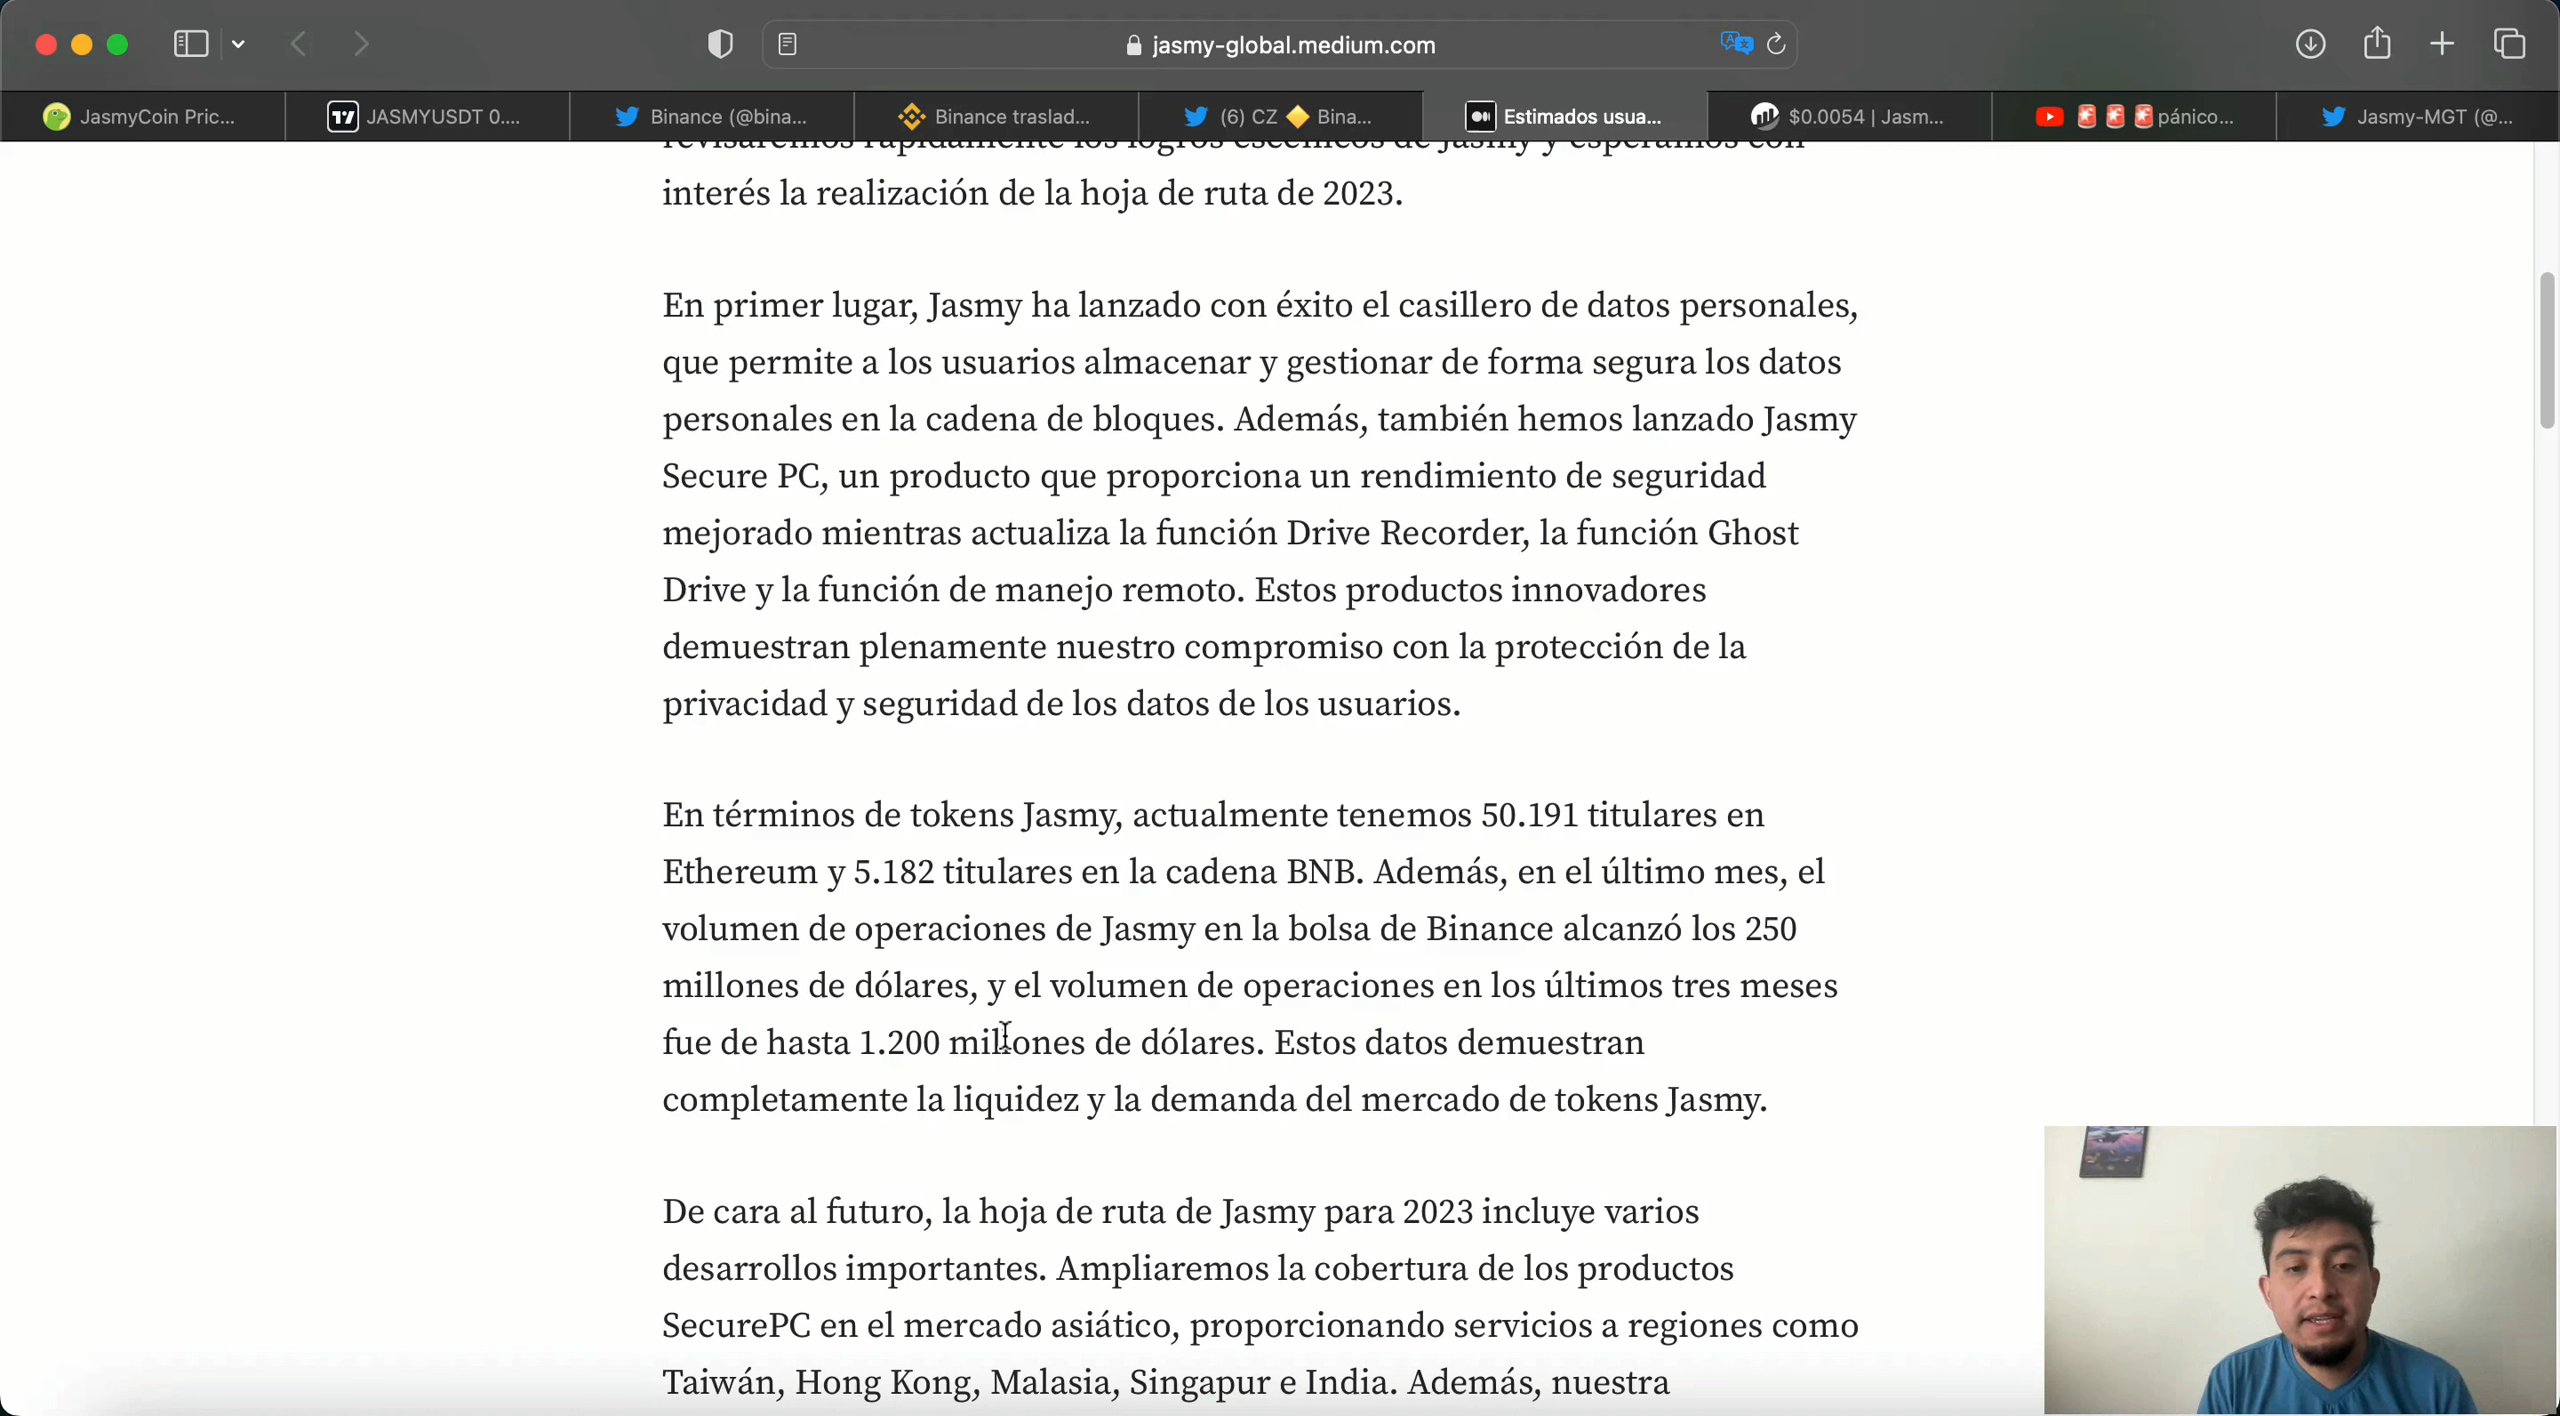 jasmy-global.medium.com
JasmyCoin Pric...
JASMYUSDT 0....
Binance (@bina...
Binance traslad...
(6) CZ 🔶 Bina...
Estimados usua...
$0.0054 | Jasm...
🚨🚨🚨pánico...
Jasmy-MGT (@...
revisaremos rápidamente los logros escénicos de Jasmy y esperamos con
interés la realización de la hoja de ruta de 2023.
En primer lugar, Jasmy ha lanzado con éxito el casillero de datos personales,
que permite a los usuarios almacenar y gestionar de forma segura los datos
personales en la cadena de bloques. Además, también hemos lanzado Jasmy
Secure PC, un producto que proporciona un rendimiento de seguridad
mejorado mientras actualiza la función Drive Recorder, la función Ghost
Drive y la función de manejo remoto. Estos productos innovadores
demuestran plenamente nuestro compromiso con la protección de la
privacidad y seguridad de los datos de los usuarios.
En términos de tokens Jasmy, actualmente tenemos 50.191 titulares en
Ethereum y 5.182 titulares en la cadena BNB. Además, en el último mes, el
volumen de operaciones de Jasmy en la bolsa de Binance alcanzó los 250
millones de dólares, y el volumen de operaciones en los últimos tres meses
fue de hasta 1.200 millones de dólares. Estos datos demuestran
completamente la liquidez y la demanda del mercado de tokens Jasmy.
De cara al futuro, la hoja de ruta de Jasmy para 2023 incluye varios
desarrollos importantes. Ampliaremos la cobertura de los productos
SecurePC en el mercado asiático, proporcionando servicios a regiones como
Taiwán, Hong Kong, Malasia, Singapur e India. Además, nuestra